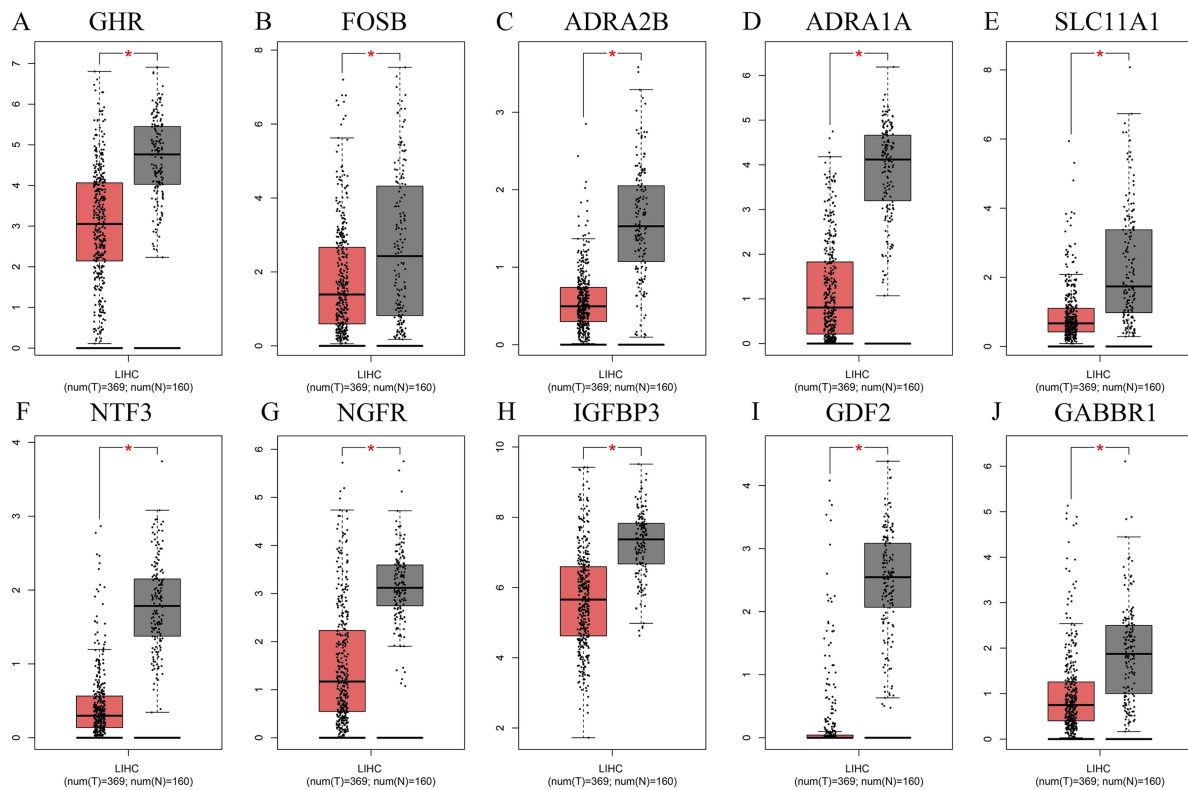 A GHR
*
7
6
5
4
3
2
1
0
LIHC
(num(T)=369; num(N)=160)
B FOSB
*
8
6
4
2
0
LIHC
(num(T)=369; num(N)=160)
C ADRA2B
*
3
2
1
0
LIHC
(num(T)=369; num(N)=160)
D ADRA1A
*
6
5
4
3
2
1
0
LIHC
(num(T)=369; num(N)=160)
E SLC11A1
*
8
6
4
2
0
LIHC
(num(T)=369; num(N)=160)
F NTF3
*
4
3
2
1
0
LIHC
(num(T)=369; num(N)=160)
G NGFR
*
6
5
4
3
2
1
0
LIHC
(num(T)=369; num(N)=160)
H IGFBP3
*
10
8
6
4
2
LIHC
(num(T)=369; num(N)=160)
I GDF2
*
4
3
2
1
0
LIHC
(num(T)=369; num(N)=160)
J GABBR1
*
6
5
4
3
2
1
0
LIHC
(num(T)=369; num(N)=160)